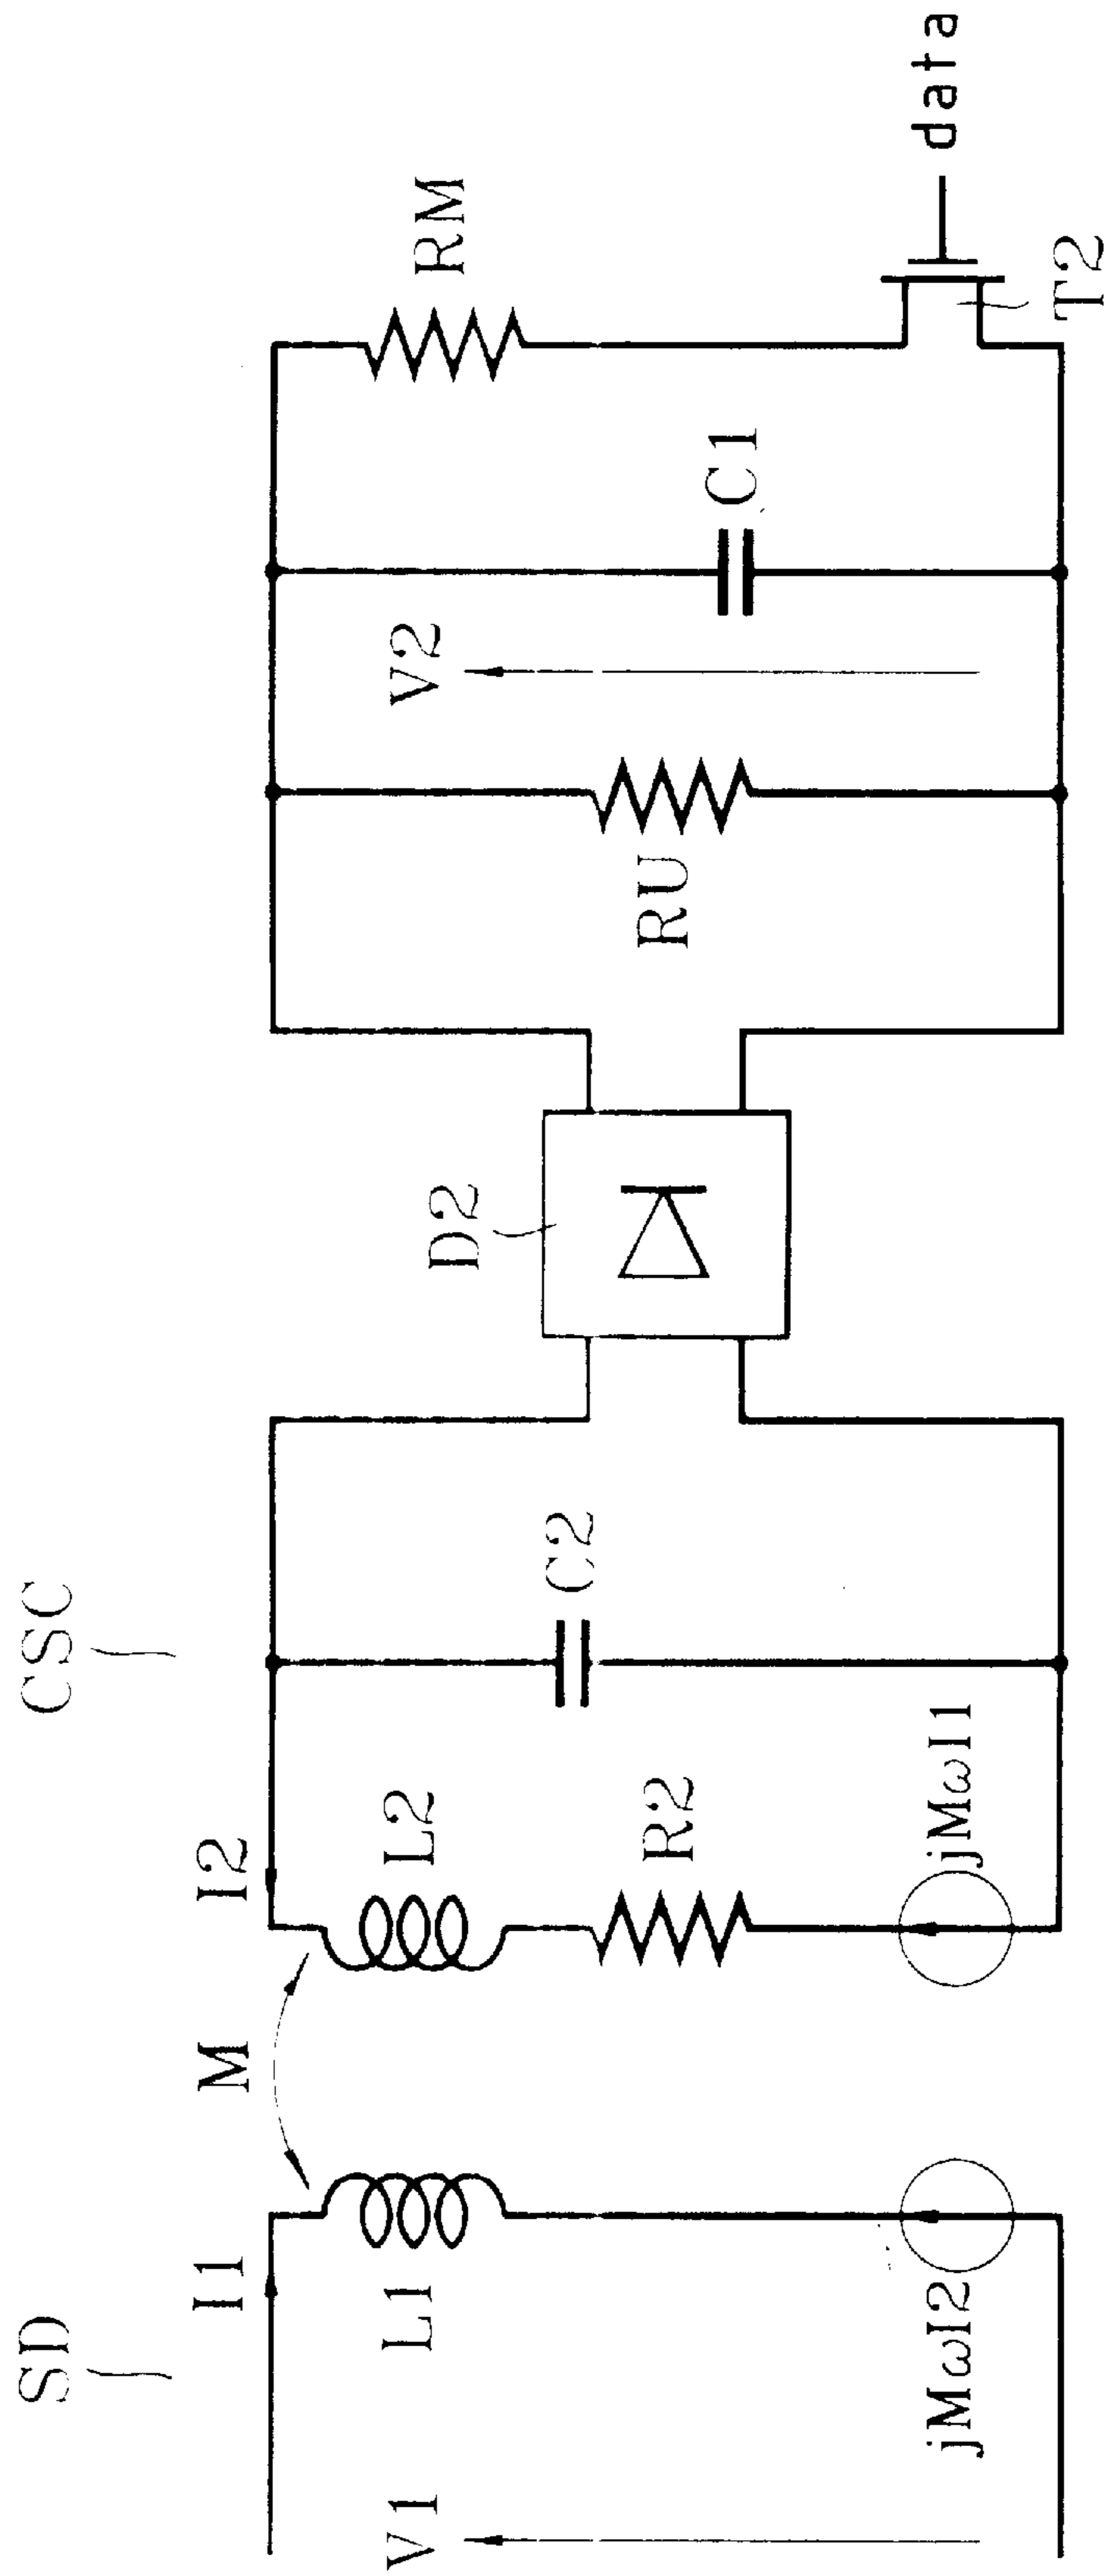 SD
CSC
V1
I1
L1
jMωI2
M
I2
L2
R2
jMωI1
C2
D2
RU
V2
C1
RM
T2
data